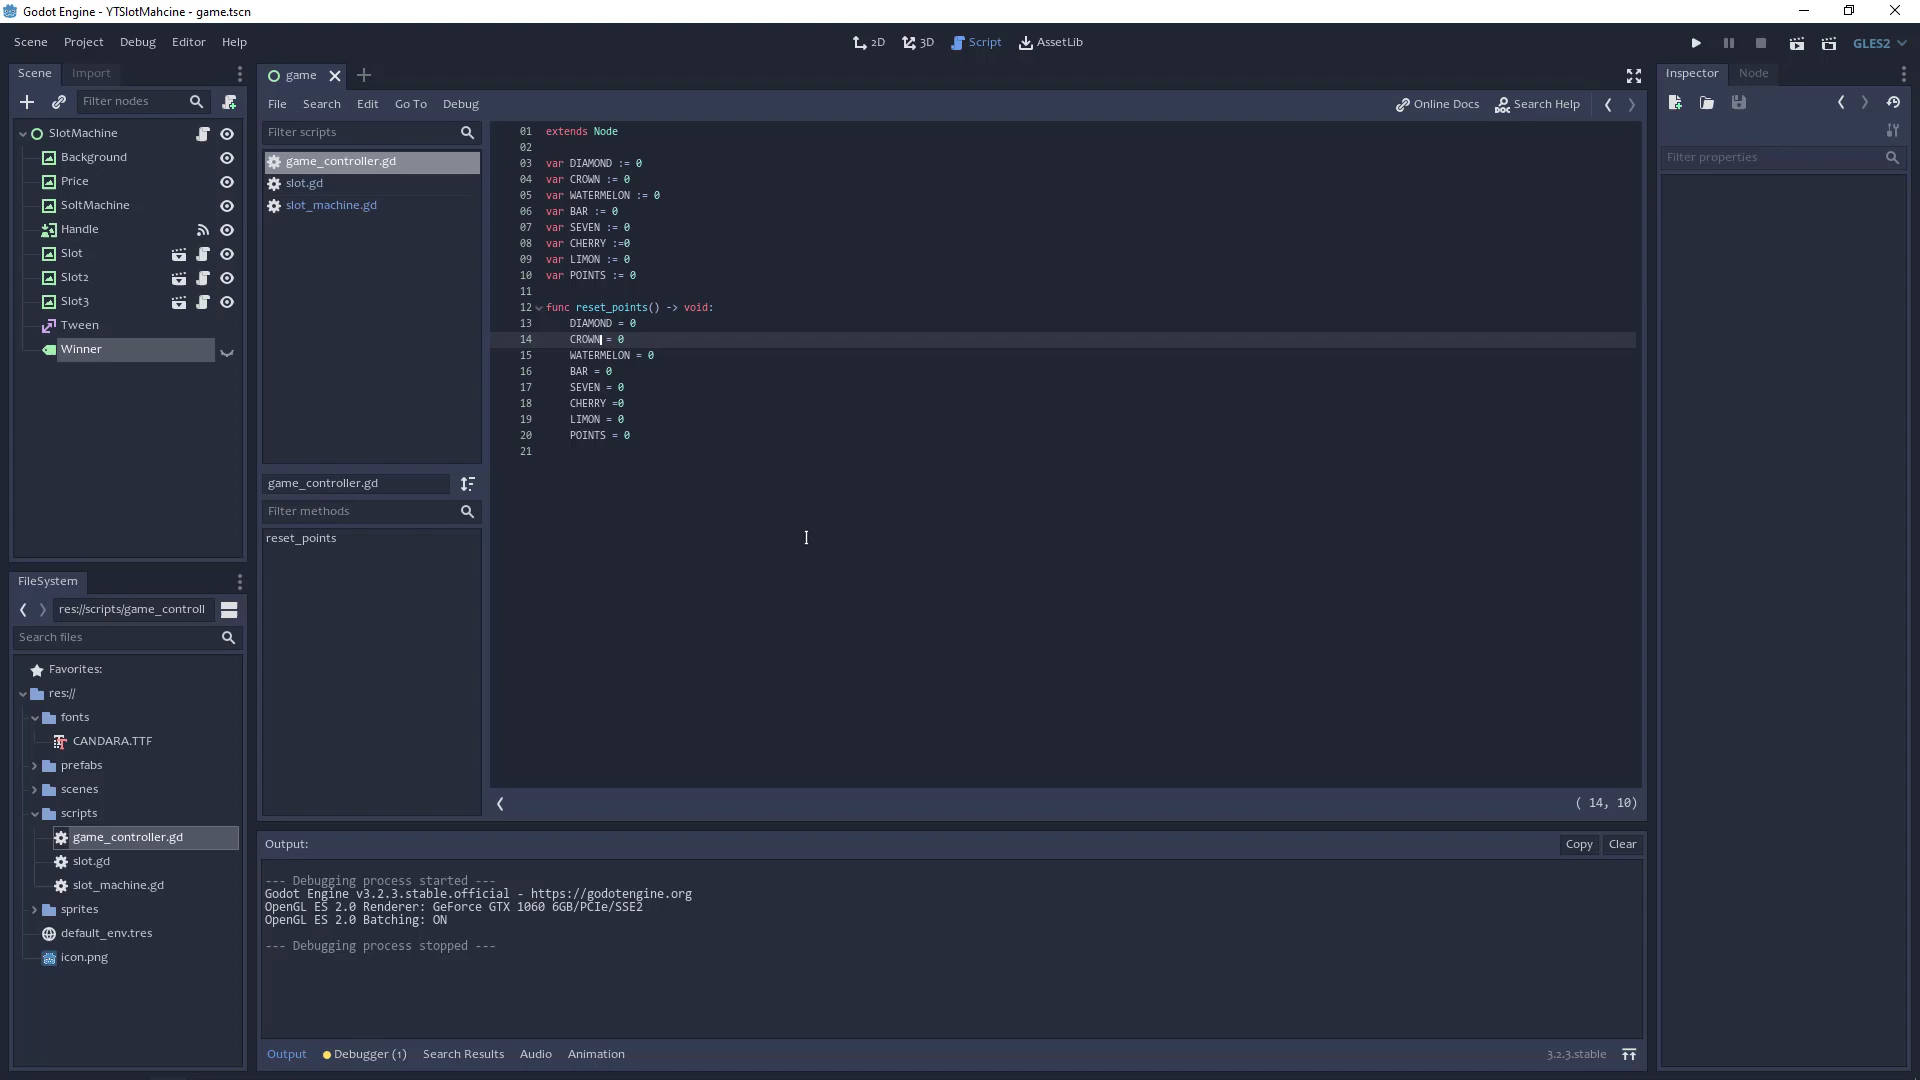 Godot Engine - YTSlotMahcine - game.tscn
Scene Project Debug Editor Help
2D 3D Script AssetLib
GLES2
Scene Import
Filter nodes
SlotMachine
Background
Price
SoltMachine
Handle
Slot
Slot2
Slot3
Tween
Winner
FileSystem
res://scripts/game_controll
Search files
Favorites:
res://
fonts
CANDARA.TTF
prefabs
scenes
scripts
game_controller.gd
slot.gd
slot_machine.gd
sprites
default_env.tres
icon.png
game
File Search Edit Go To Debug
Online Docs Search Help
Filter scripts
game_controller.gd
slot.gd
slot_machine.gd
game_controller.gd
Filter methods
reset_points
01 extends Node
02
03 var DIAMOND := 0
04 var CROWN := 0
05 var WATERMELON := 0
06 var BAR := 0
07 var SEVEN := 0
08 var CHERRY :=0
09 var LIMON := 0
10 var POINTS := 0
11
12 func reset_points() -> void:
13 DIAMOND = 0
14 CROWN = 0
15 WATERMELON = 0
16 BAR = 0
17 SEVEN = 0
18 CHERRY =0
19 LIMON = 0
20 POINTS = 0
21
( 14, 10)
Output:
Copy Clear
--- Debugging process started ---
Godot Engine v3.2.3.stable.official - https://godotengine.org
OpenGL ES 2.0 Renderer: GeForce GTX 1060 6GB/PCIe/SSE2
OpenGL ES 2.0 Batching: ON
--- Debugging process stopped ---
Output Debugger (1) Search Results Audio Animation
3.2.3.stable
Inspector Node
Filter properties